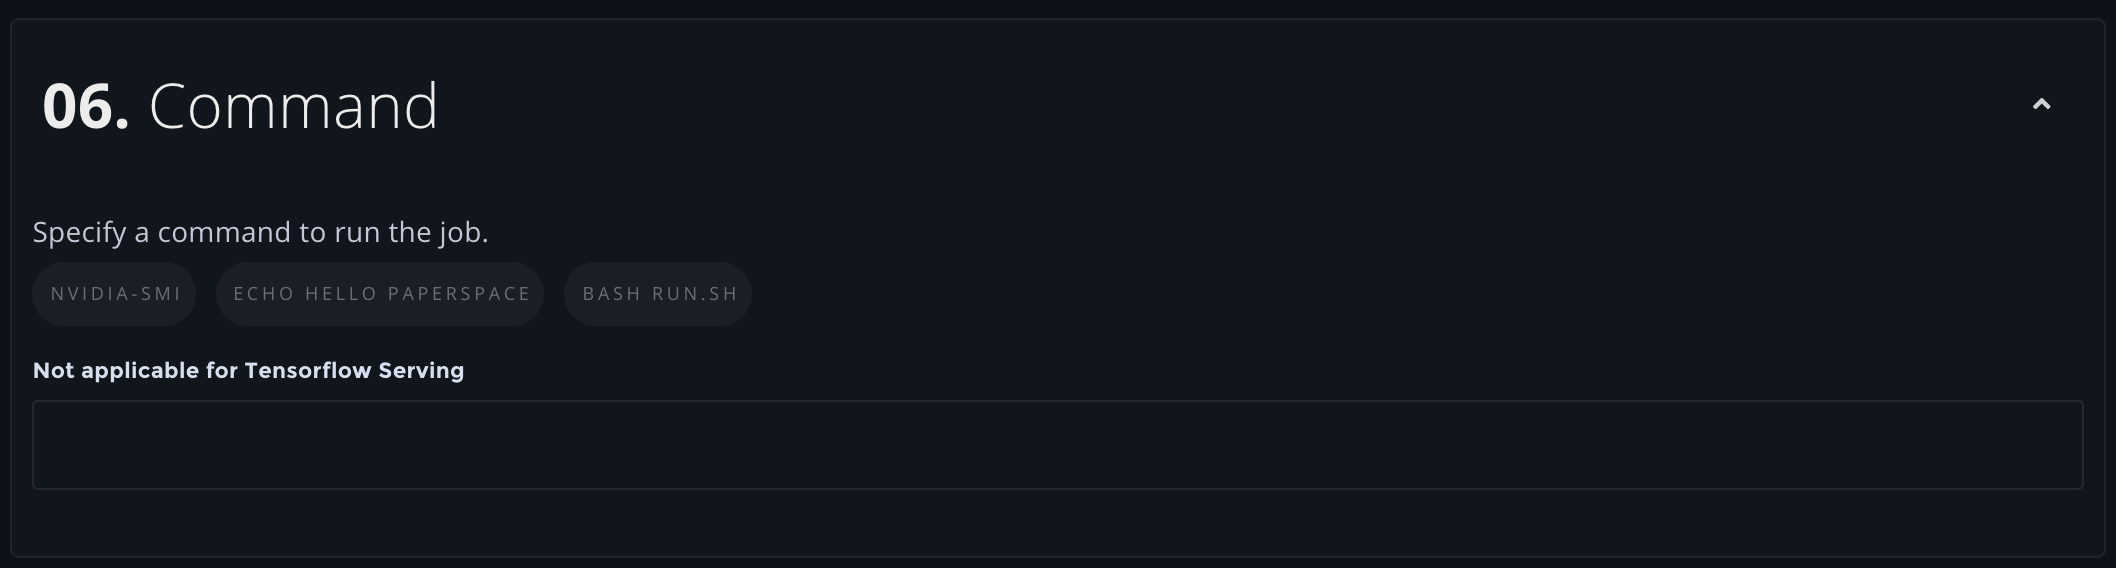 06. Command
Specify a command to run the job.
NVIDIA-SMI ECHO HELLO PAPERSPACE BASH RUN.SH
Not applicable for Tensorflow Serving